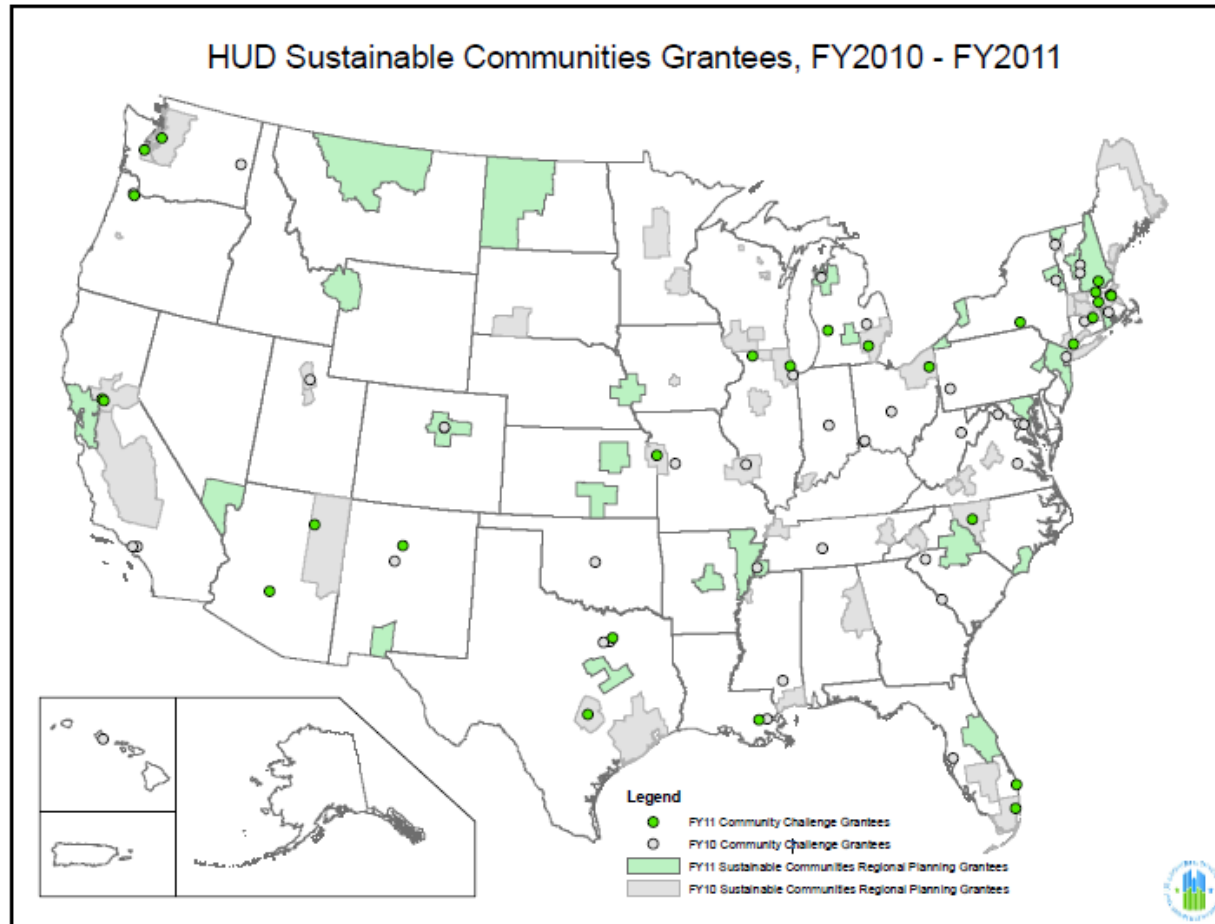 HUD Sustainable Communities Grantees, FY2010 - FY2011
Legend
FY11 Community Challenge Grantees
FY10 Community Challenge Grantees
FY11 Sustainable Communities Regional Planning Grantees
FY10 Sustainable Communities Regional Planning Grantees